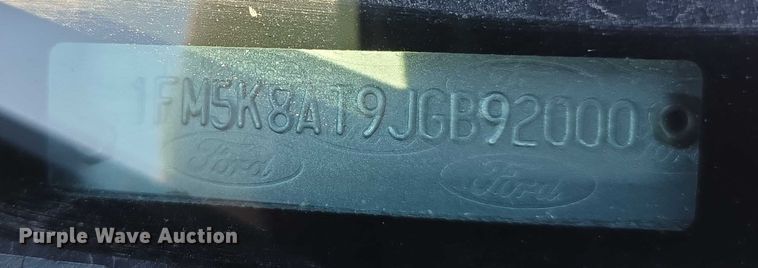 1FM5K8AT9JGB92000
Ford Ford
Purple Wave Auction